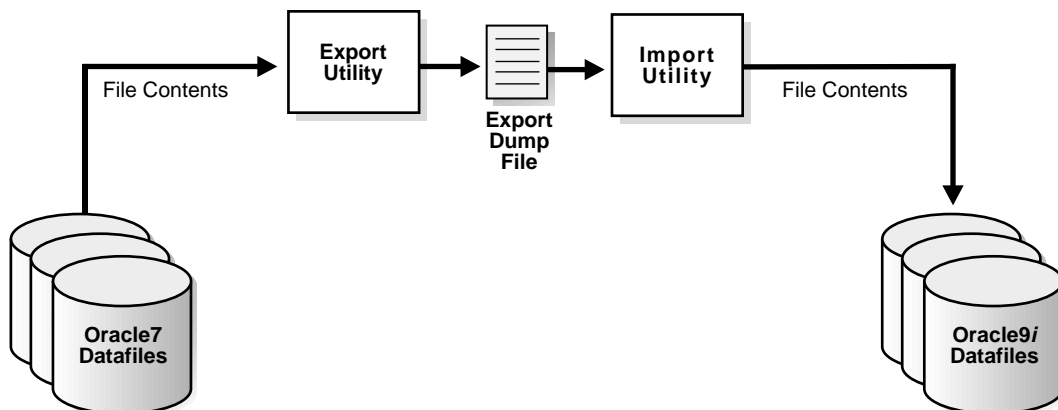 Export
Utility
Import
Utility
File Contents
File Contents
Export
Dump
File
Oracle7
Datafiles
Oracle9i
Datafiles